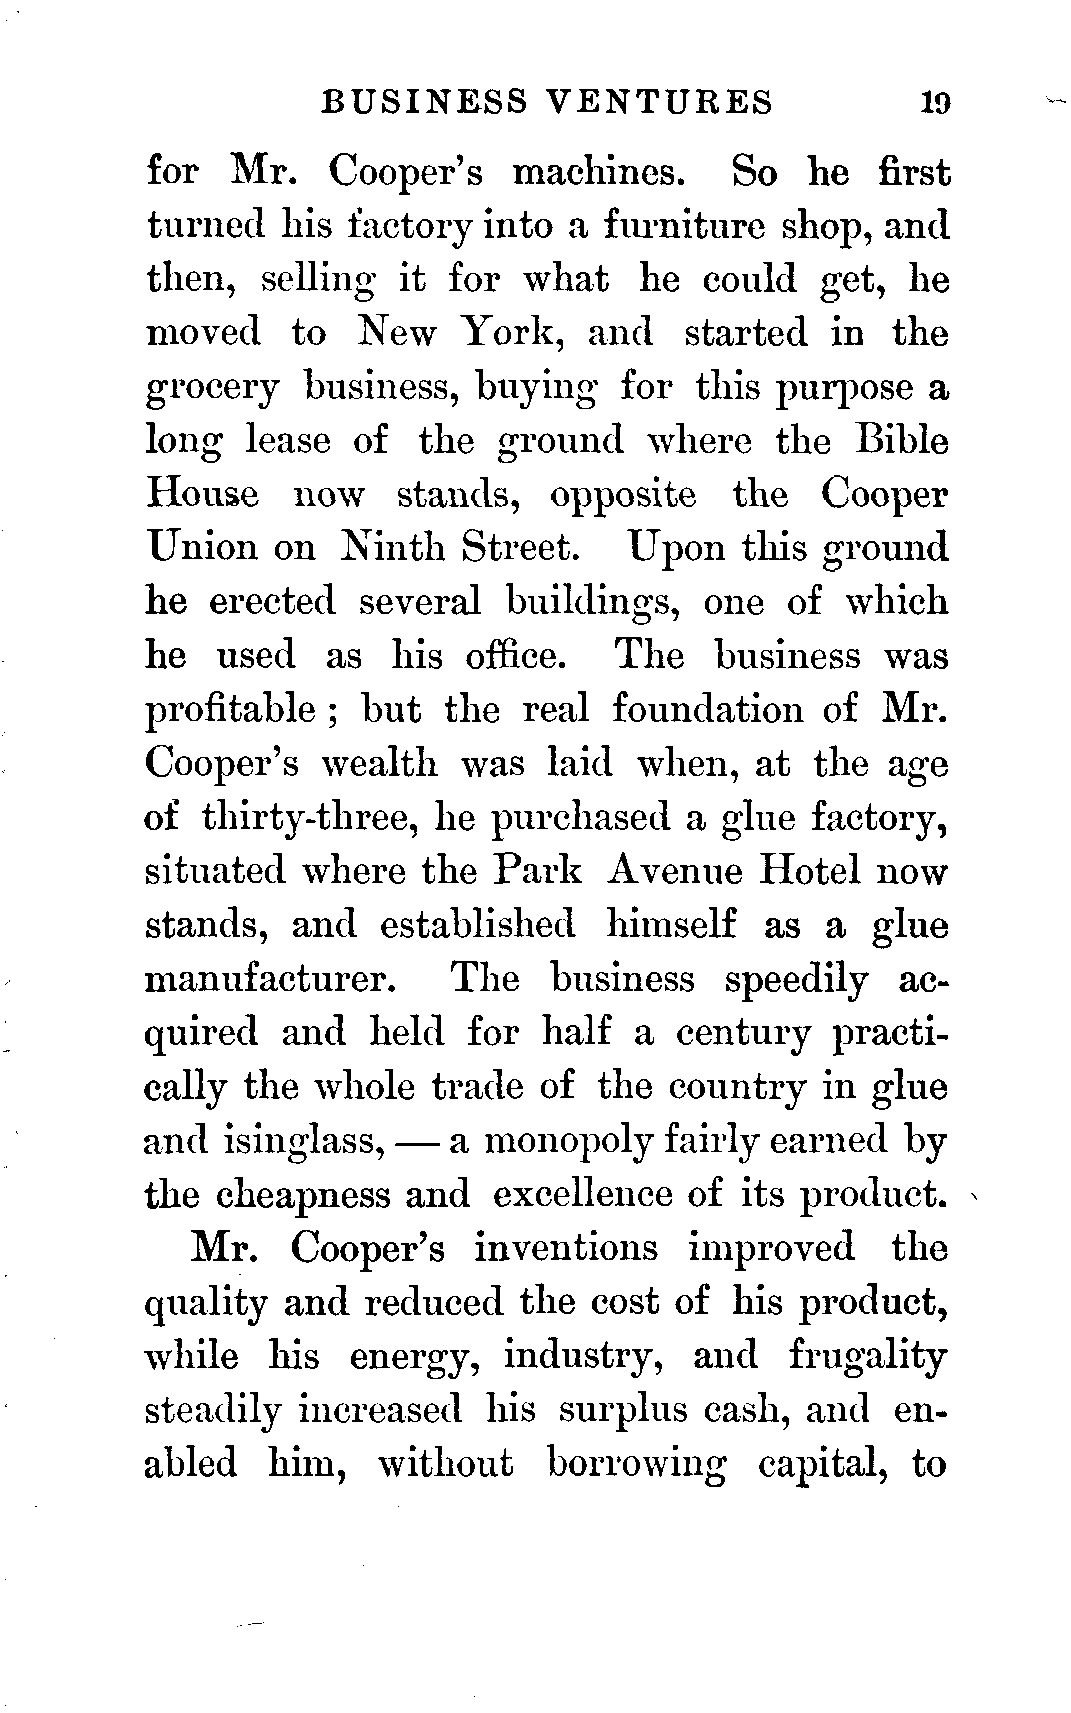 BUSINESS VENTURES 19
for Mr. Cooper's machines. So he first
turned his factory into a furniture shop, and
then, selling it for what he could get, he
moved to New York, and started in the
grocery business, buying for this purpose a
long lease of the ground where the Bible
House now stands, opposite the Cooper
Union on Ninth Street. Upon this ground
he erected several buildings, one of which
he used as his office. The business was
profitable ; but the real foundation of Mr.
Cooper's wealth was laid when, at the age
of thirty-three, he purchased a glue factory,
situated where the Park Avenue Hotel now
stands, and established himself as a glue
manufacturer. The business speedily ac-
quired and held for half a century practi-
cally the whole trade of the country in glue
and isinglass, — a monopoly fairly earned by
the cheapness and excellence of its product.
Mr. Cooper's inventions improved the
quality and reduced the cost of his product,
while his energy, industry, and frugality
steadily increased his surplus cash, and en-
abled him, without borrowing capital, to